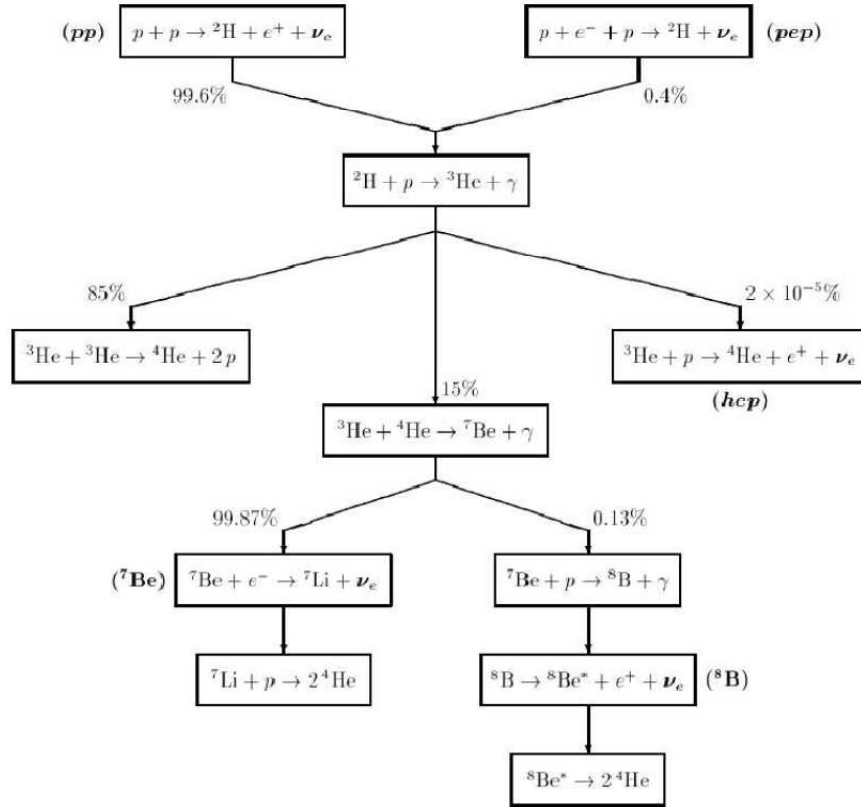 (pp) p + p → ²H + e⁺ + νₑ
p + e⁻ + p → ²H + νₑ (pep)
99.6%
0.4%
²H + p → ³He + γ
85%
2 × 10⁻⁵%
³He + ³He → ⁴He + 2 p
³He + p → ⁴He + e⁺ + νₑ
(hcp)
15%
³He + ⁴He → ⁷Be + γ
99.87%
0.13%
(⁷Be) ⁷Be + e⁻ → ⁷Li + νₑ
⁷Be + p → ⁸B + γ
⁷Li + p → 2 ⁴He
⁸B → ⁸Be* + e⁺ + νₑ (⁸B)
⁸Be* → 2 ⁴He